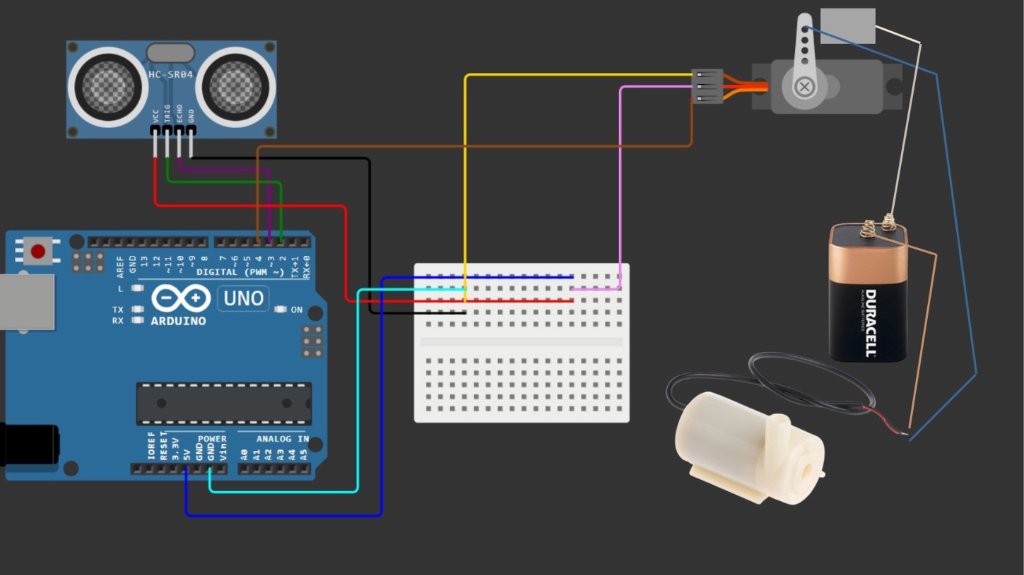 HC-SR04
VCC
TRIG
ECHO
GND
AREF
GND
13
12
~11
~10
~9
8
7
~6
~5
4
~3
2
TX→1
RX←0
DIGITAL (PWM ~)
L
TX
RX
UNO
ON
ARDUINO
DURACELL
IOREF
RESET
3.3V
5V
GND
GND
Vin
POWER
ANALOG IN
A0
A1
A2
A3
A4
A5